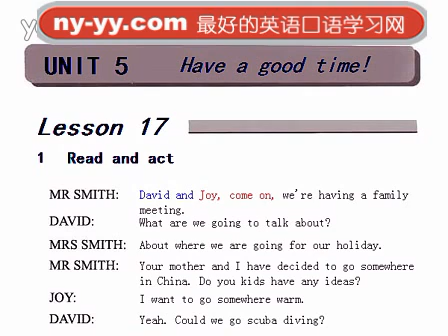 ny-yy.com 最好的英语口语学习网
UNIT 5 Have a good time!
Lesson 17
1 Read and act
MR SMITH: David and Joy, come on, we're having a family
meeting.
DAVID: What are we going to talk about?
MRS SMITH: About where we are going for our holiday.
MR SMITH: Your mother and I have decided to go somewhere
in China. Do you kids have any ideas?
JOY: I want to go somewhere warm.
DAVID: Yeah. Could we go scuba diving?